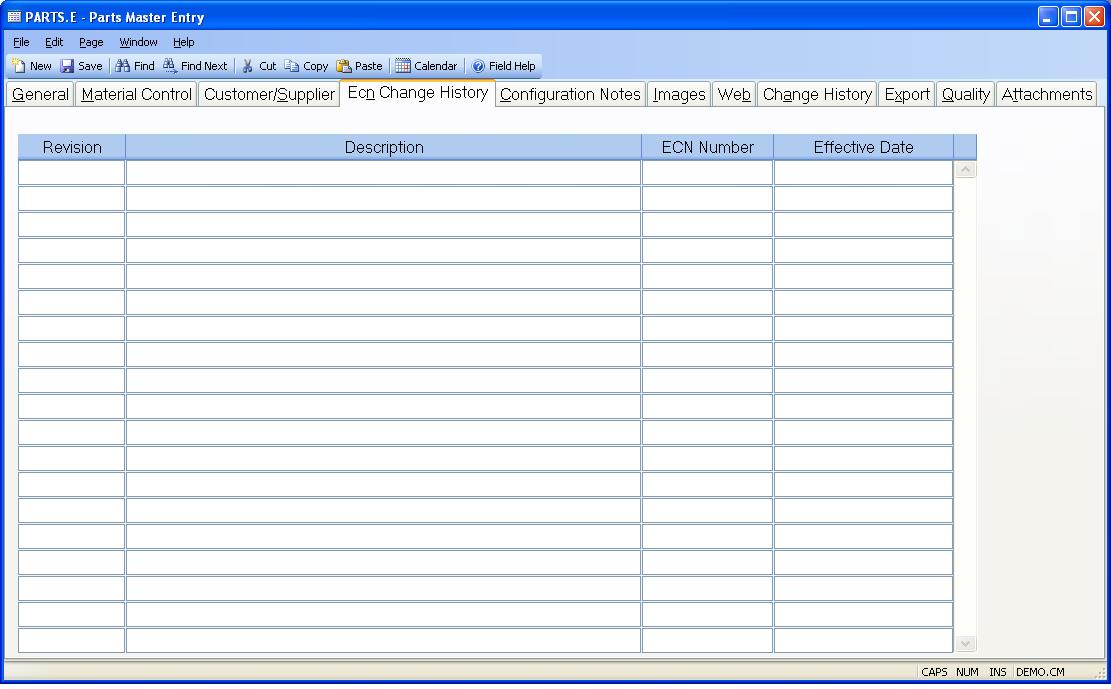 PARTS.E - Parts Master Entry
File Edit Page Window Help
New Save Find Find Next Cut Copy Paste Calendar Field Help
General Material Control Customer/Supplier Ecn Change History Configuration Notes Images Web Change History Export Quality Attachments
Revision Description ECN Number Effective Date
CAPS NUM INS DEMO.CM